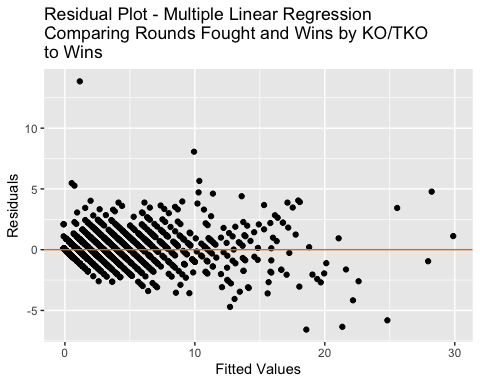 Residual Plot - Multiple Linear Regression
Comparing Rounds Fought and Wins by KO/TKO
to Wins
10
5
0
-5
Residuals
0
10
20
30
Fitted Values